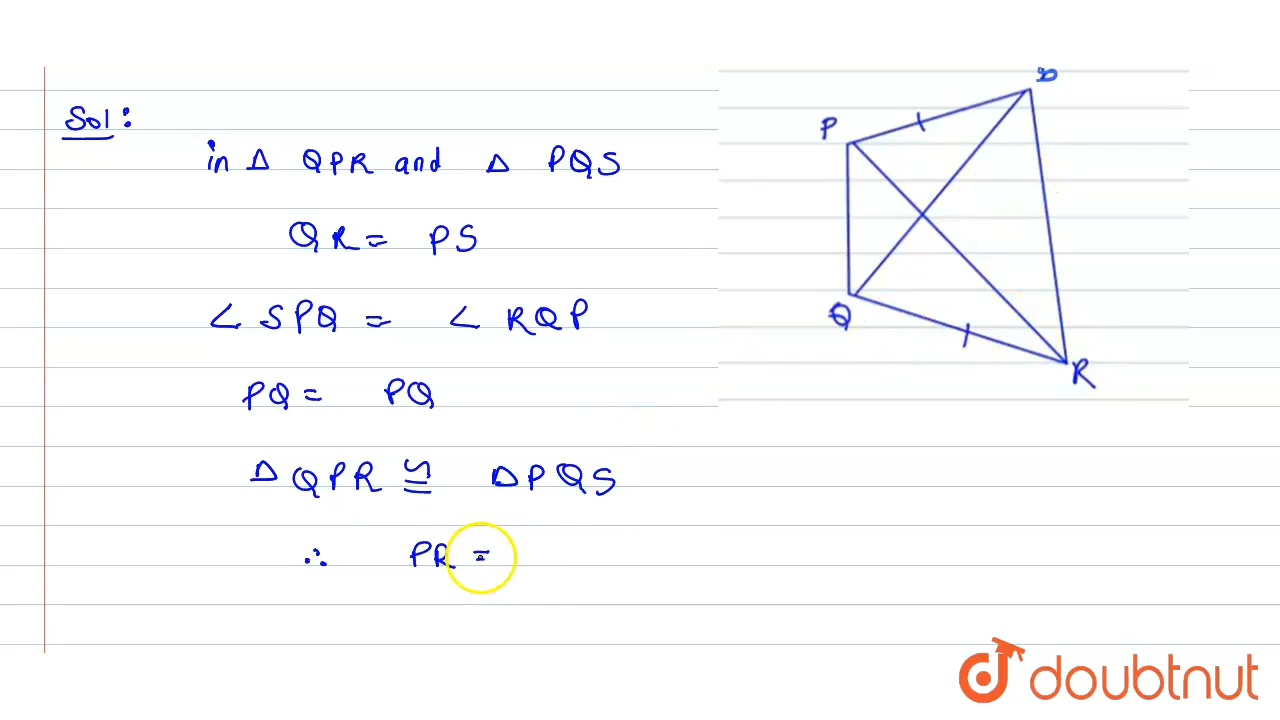 Sol:
in Δ QPR and Δ PQS
QR = PS
∠ SPQ = ∠ RQP
PQ = PQ
Δ QPR ≅ Δ PQS
∴ PR =
S
P
Q
R
doubtnut